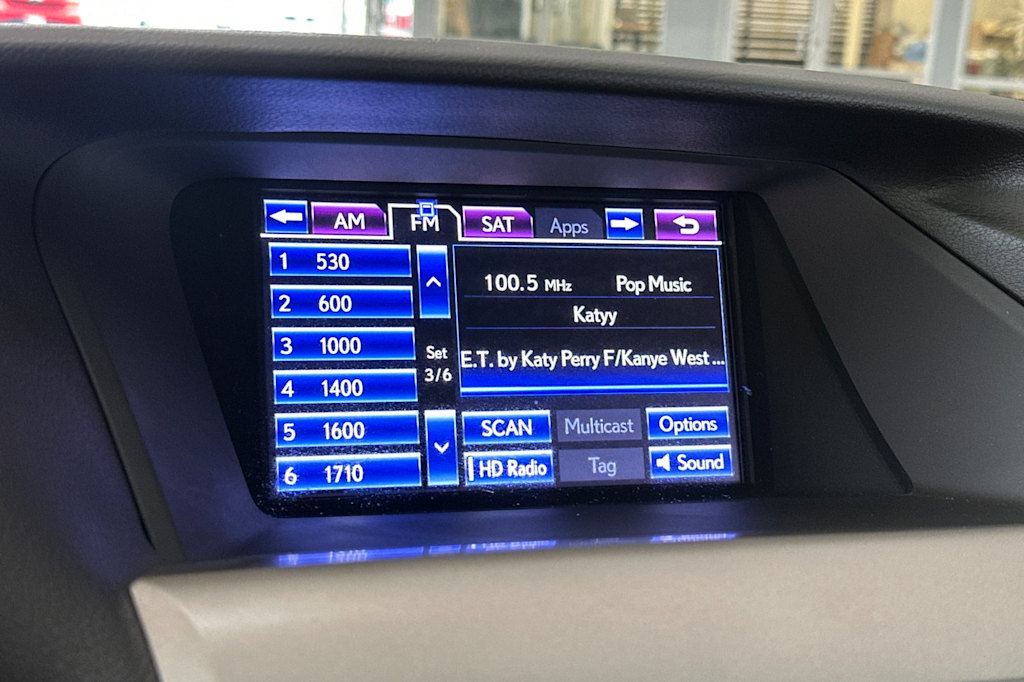 AM FM SAT Apps
1 530
2 600
3 1000
4 1400
5 1600
6 1710
Set
3/6
100.5 MHz Pop Music
Katyy
E.T. by Katy Perry F/Kanye West ...
SCAN Multicast Options
HD Radio Tag Sound